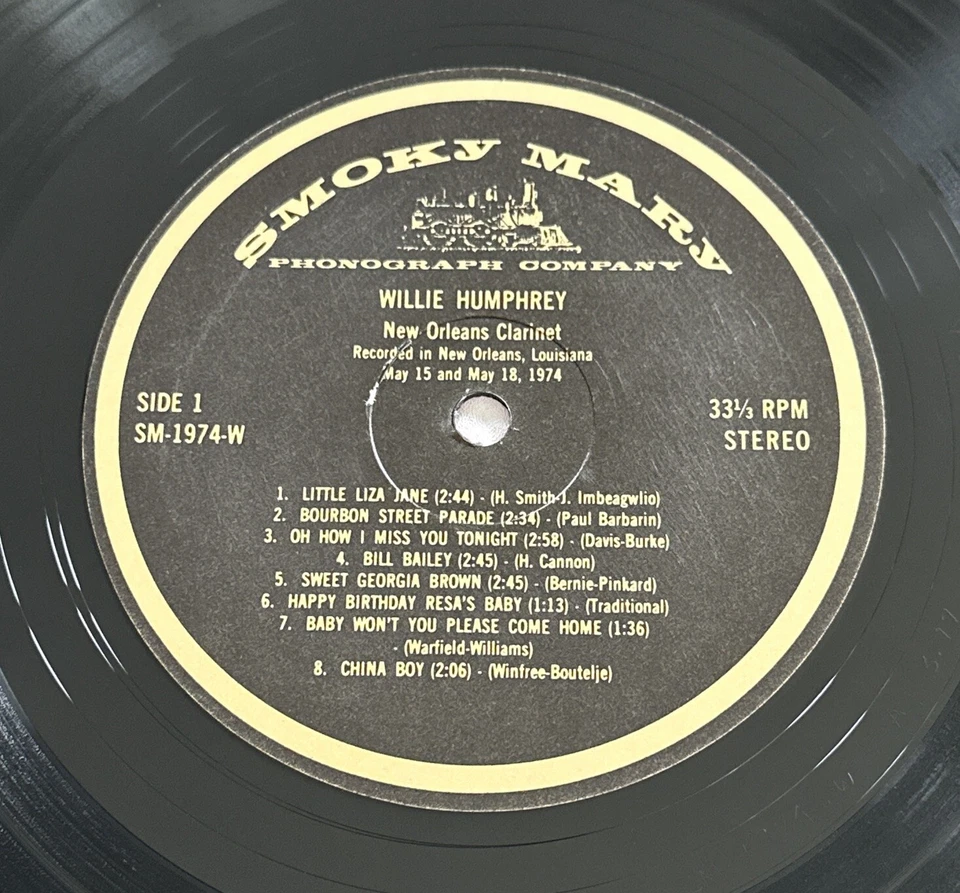 SMOKY MARY
PHONOGRAPH COMPANY
WILLIE HUMPHREY
New Orleans Clarinet
Recorded in New Orleans, Louisiana
May 15 and May 18, 1974
SIDE 1
SM-1974-W
33⅓ RPM
STEREO
1. LITTLE LIZA JANE (2:44) - (H. Smith-J. Imbeagwlio)
2. BOURBON STREET PARADE (2:34) - (Paul Barbarin)
3. OH HOW I MISS YOU TONIGHT (2:58) - (Davis-Burke)
4. BILL BAILEY (2:45) - (H. Cannon)
5. SWEET GEORGIA BROWN (2:45) - (Bernie-Pinkard)
6. HAPPY BIRTHDAY RESA'S BABY (1:13) - (Traditional)
7. BABY WON'T YOU PLEASE COME HOME (1:36)
- (Warfield-Williams)
8. CHINA BOY (2:06) - (Winfree-Boutelje)